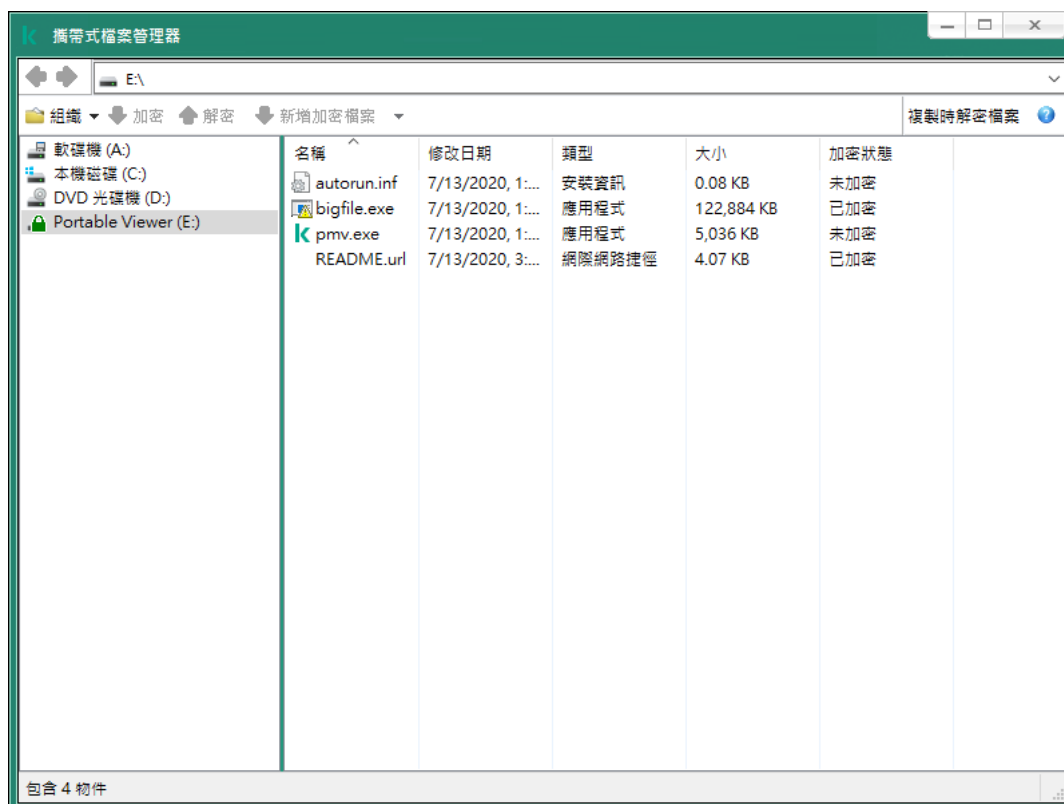 攜帶式檔案管理器
E:\
組織 加密 解密 新增加密檔案 複製時解密檔案
軟碟機 (A:)
本機磁碟 (C:)
DVD 光碟機 (D:)
Portable Viewer (E:)
名稱 修改日期 類型 大小 加密狀態
autorun.inf 7/13/2020, 1:... 安裝資訊 0.08 KB 未加密
bigfile.exe 7/13/2020, 1:... 應用程式 122,884 KB 已加密
pmv.exe 7/13/2020, 1:... 應用程式 5,036 KB 未加密
README.url 7/13/2020, 3:... 網際網路捷徑 4.07 KB 已加密
包含 4 物件